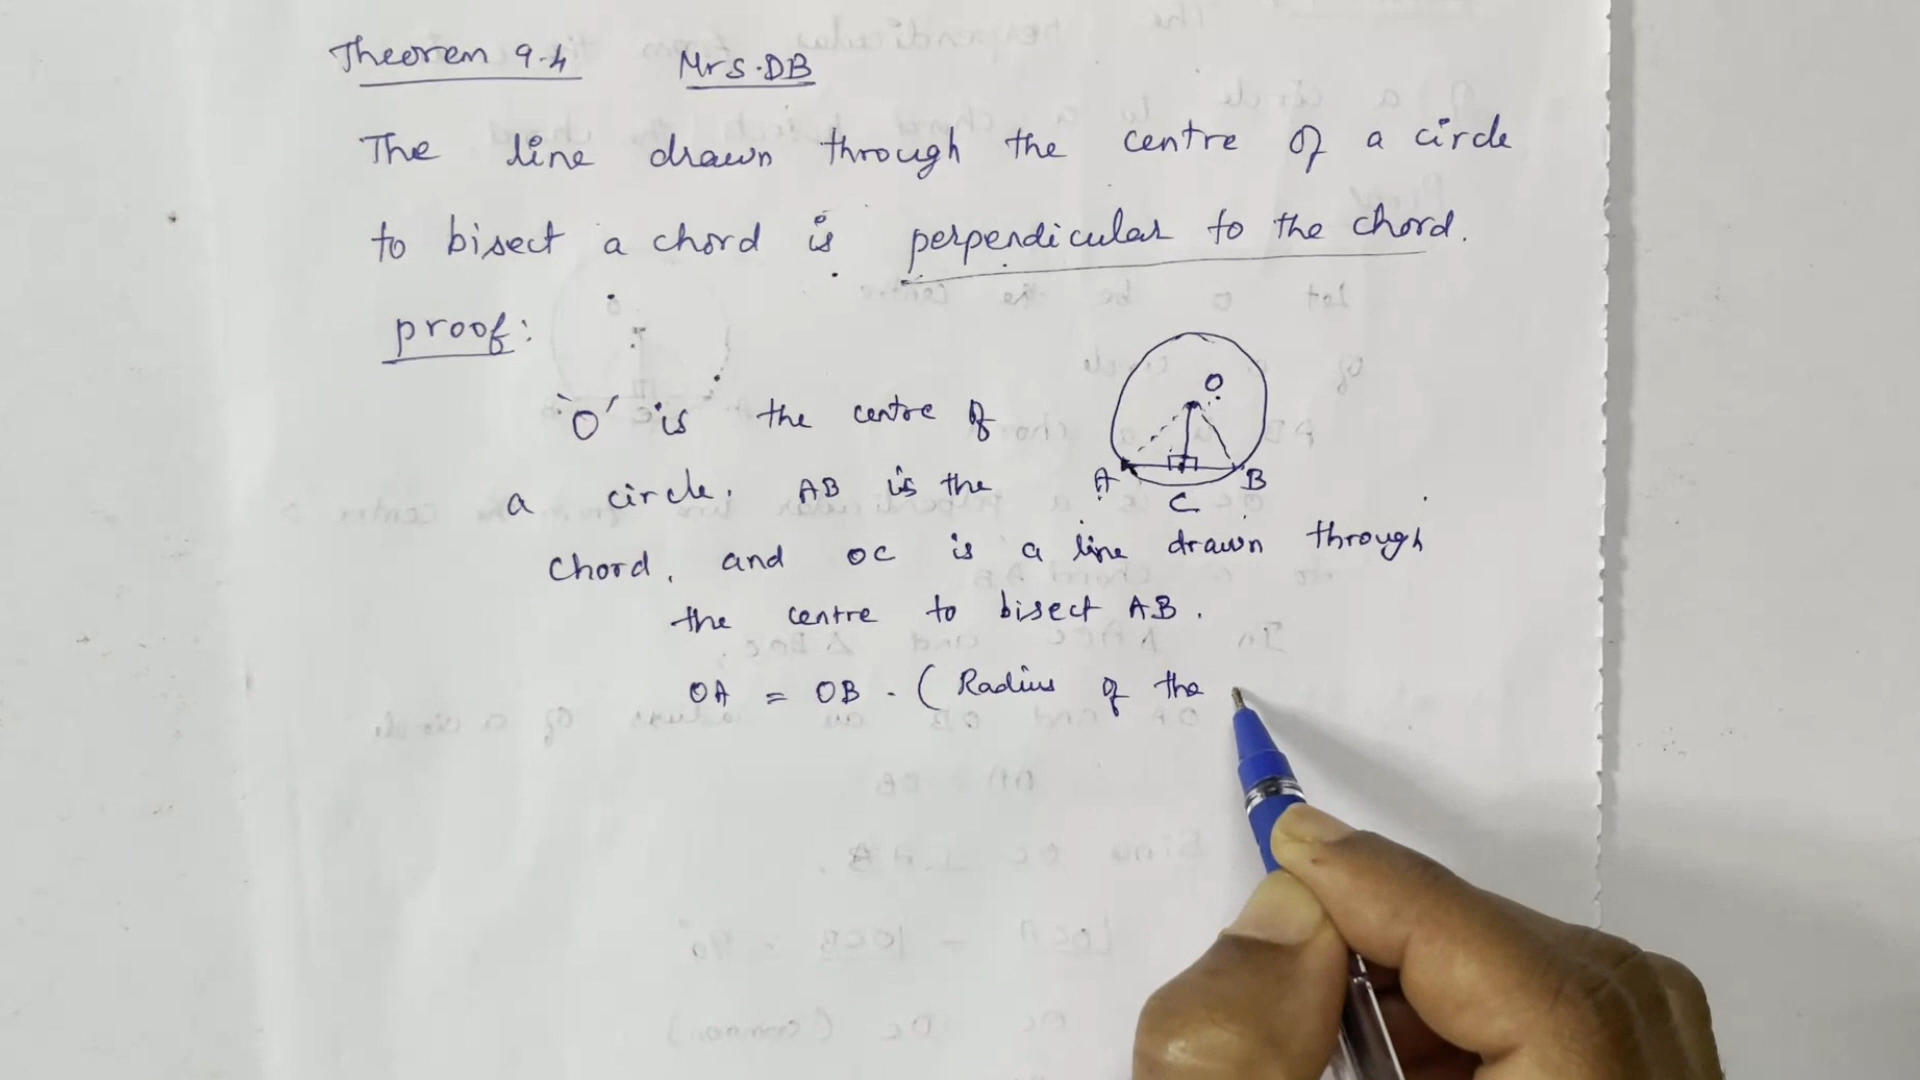 Theorem 9.4 Mrs.DB
The line drawn through the centre of a circle
to bisect a chord is perpendicular to the chord.
proof:
'O' is the centre of
a circle. AB is the
chord, and OC is a line drawn through
the centre to bisect AB.
OA = OB. (Radius of the
O
A B
C